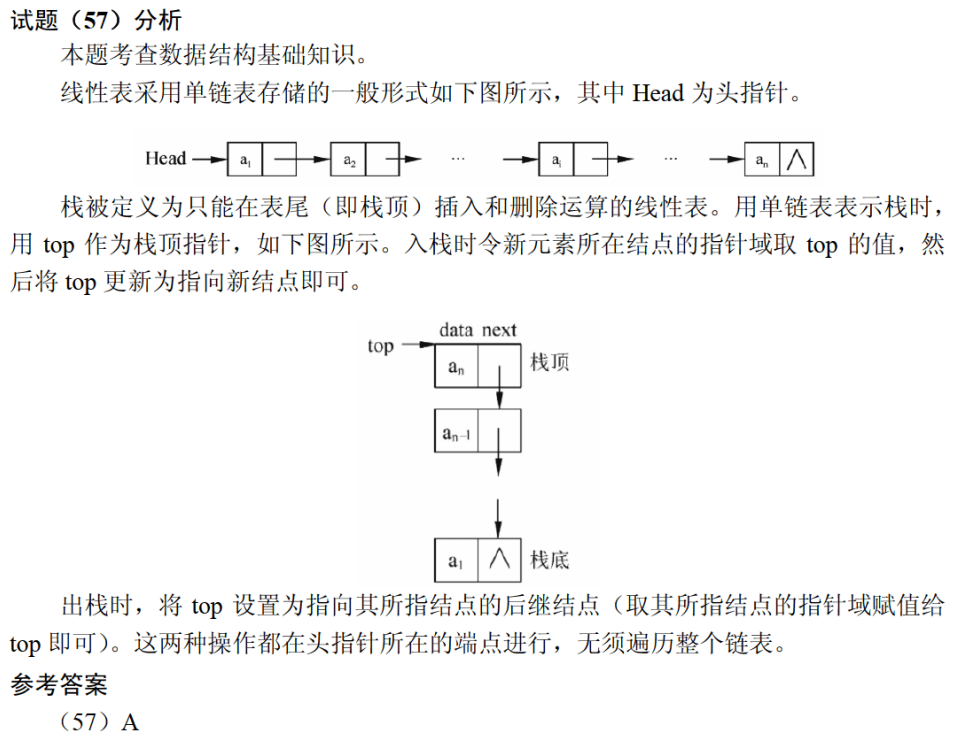 试题（57）分析
本题考查数据结构基础知识。
线性表采用单链表存储的一般形式如下图所示，其中 Head 为头指针。
Head a₁ a₂ … aᵢ … aₙ ∧
栈被定义为只能在表尾（即栈顶）插入和删除运算的线性表。用单链表表示栈时，
用 top 作为栈顶指针，如下图所示。入栈时令新元素所在结点的指针域取 top 的值，然
后将 top 更新为指向新结点即可。
data next
top
aₙ 栈顶
aₙ₋₁
a₁ ∧ 栈底
出栈时，将 top 设置为指向其所指结点的后继结点（取其所指结点的指针域赋值给
top 即可）。这两种操作都在头指针所在的端点进行，无须遍历整个链表。
参考答案
（57）A